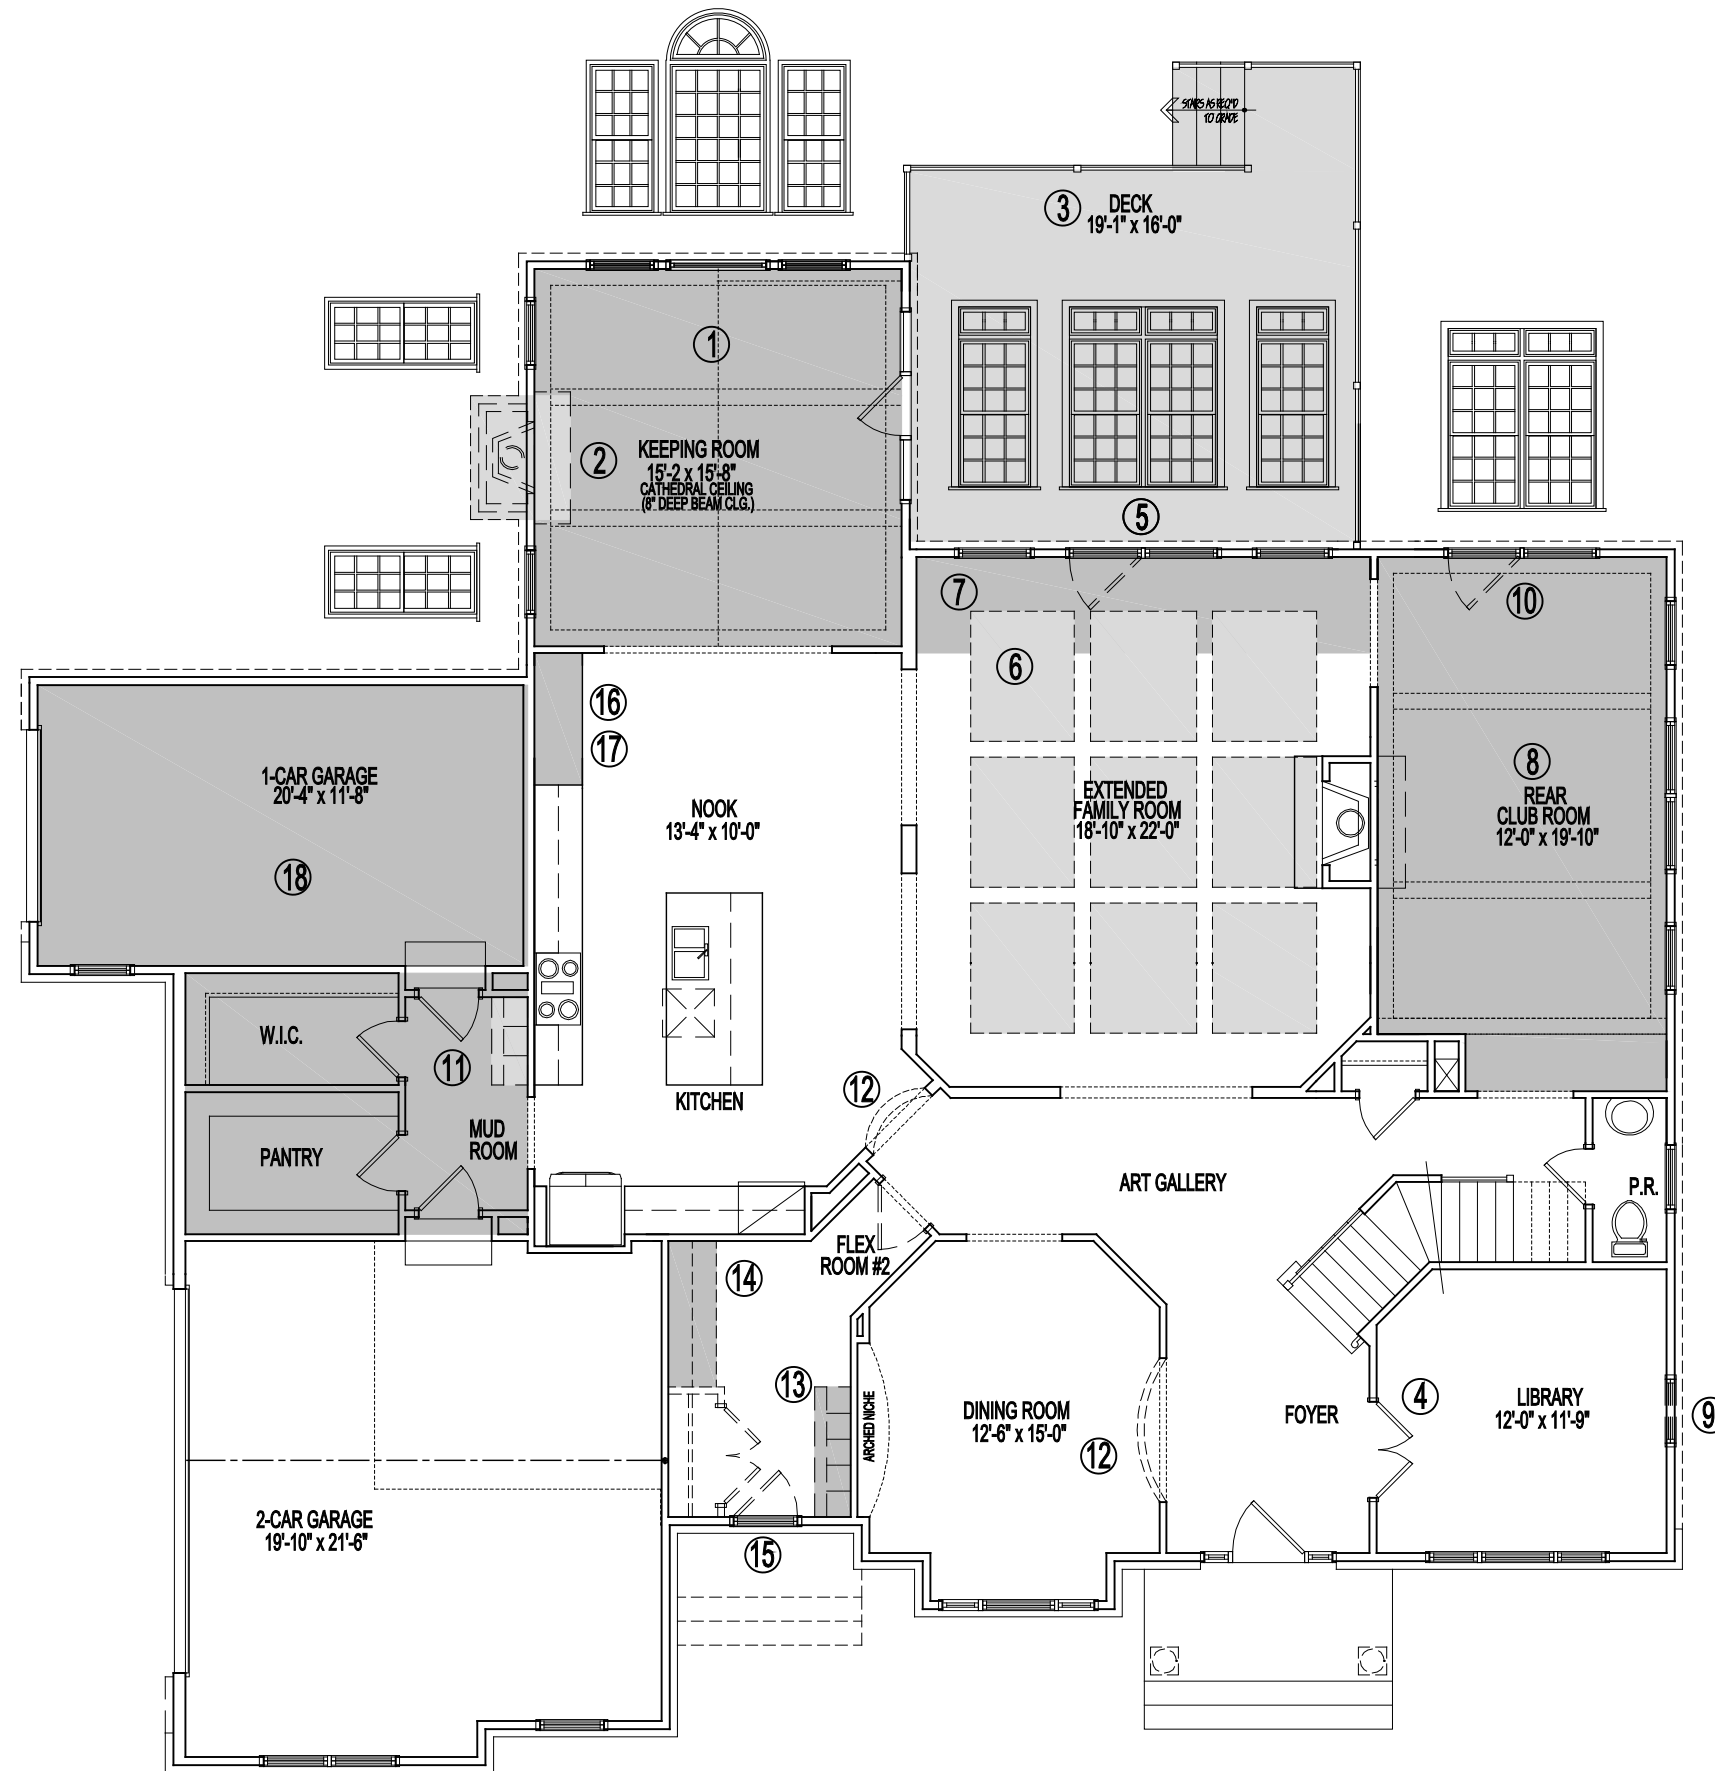 STAIRS AS REQ'D
TO GRADE
3
DECK
19'-1" x 16'-0"
1
2
KEEPING ROOM
15'-2 x 15'-8"
CATHEDRAL CEILING
(8" DEEP BEAM CLG.)
5
7
10
6
16
17
1-CAR GARAGE
20'-4" x 11'-8"
18
NOOK
13'-4" x 10'-0"
EXTENDED
FAMILY ROOM
18'-10" x 22'-0"
8
REAR
CLUB ROOM
12'-0" x 19'-10"
W.I.C.
11
KITCHEN
12
MUD
ROOM
PANTRY
ART GALLERY
P.R.
FLEX
ROOM #2
14
13
ARCHED NICHE
DINING ROOM
12'-6" x 15'-0"
12
FOYER
4
LIBRARY
12'-0" x 11'-9"
9
2-CAR GARAGE
19'-10" x 21'-6"
15